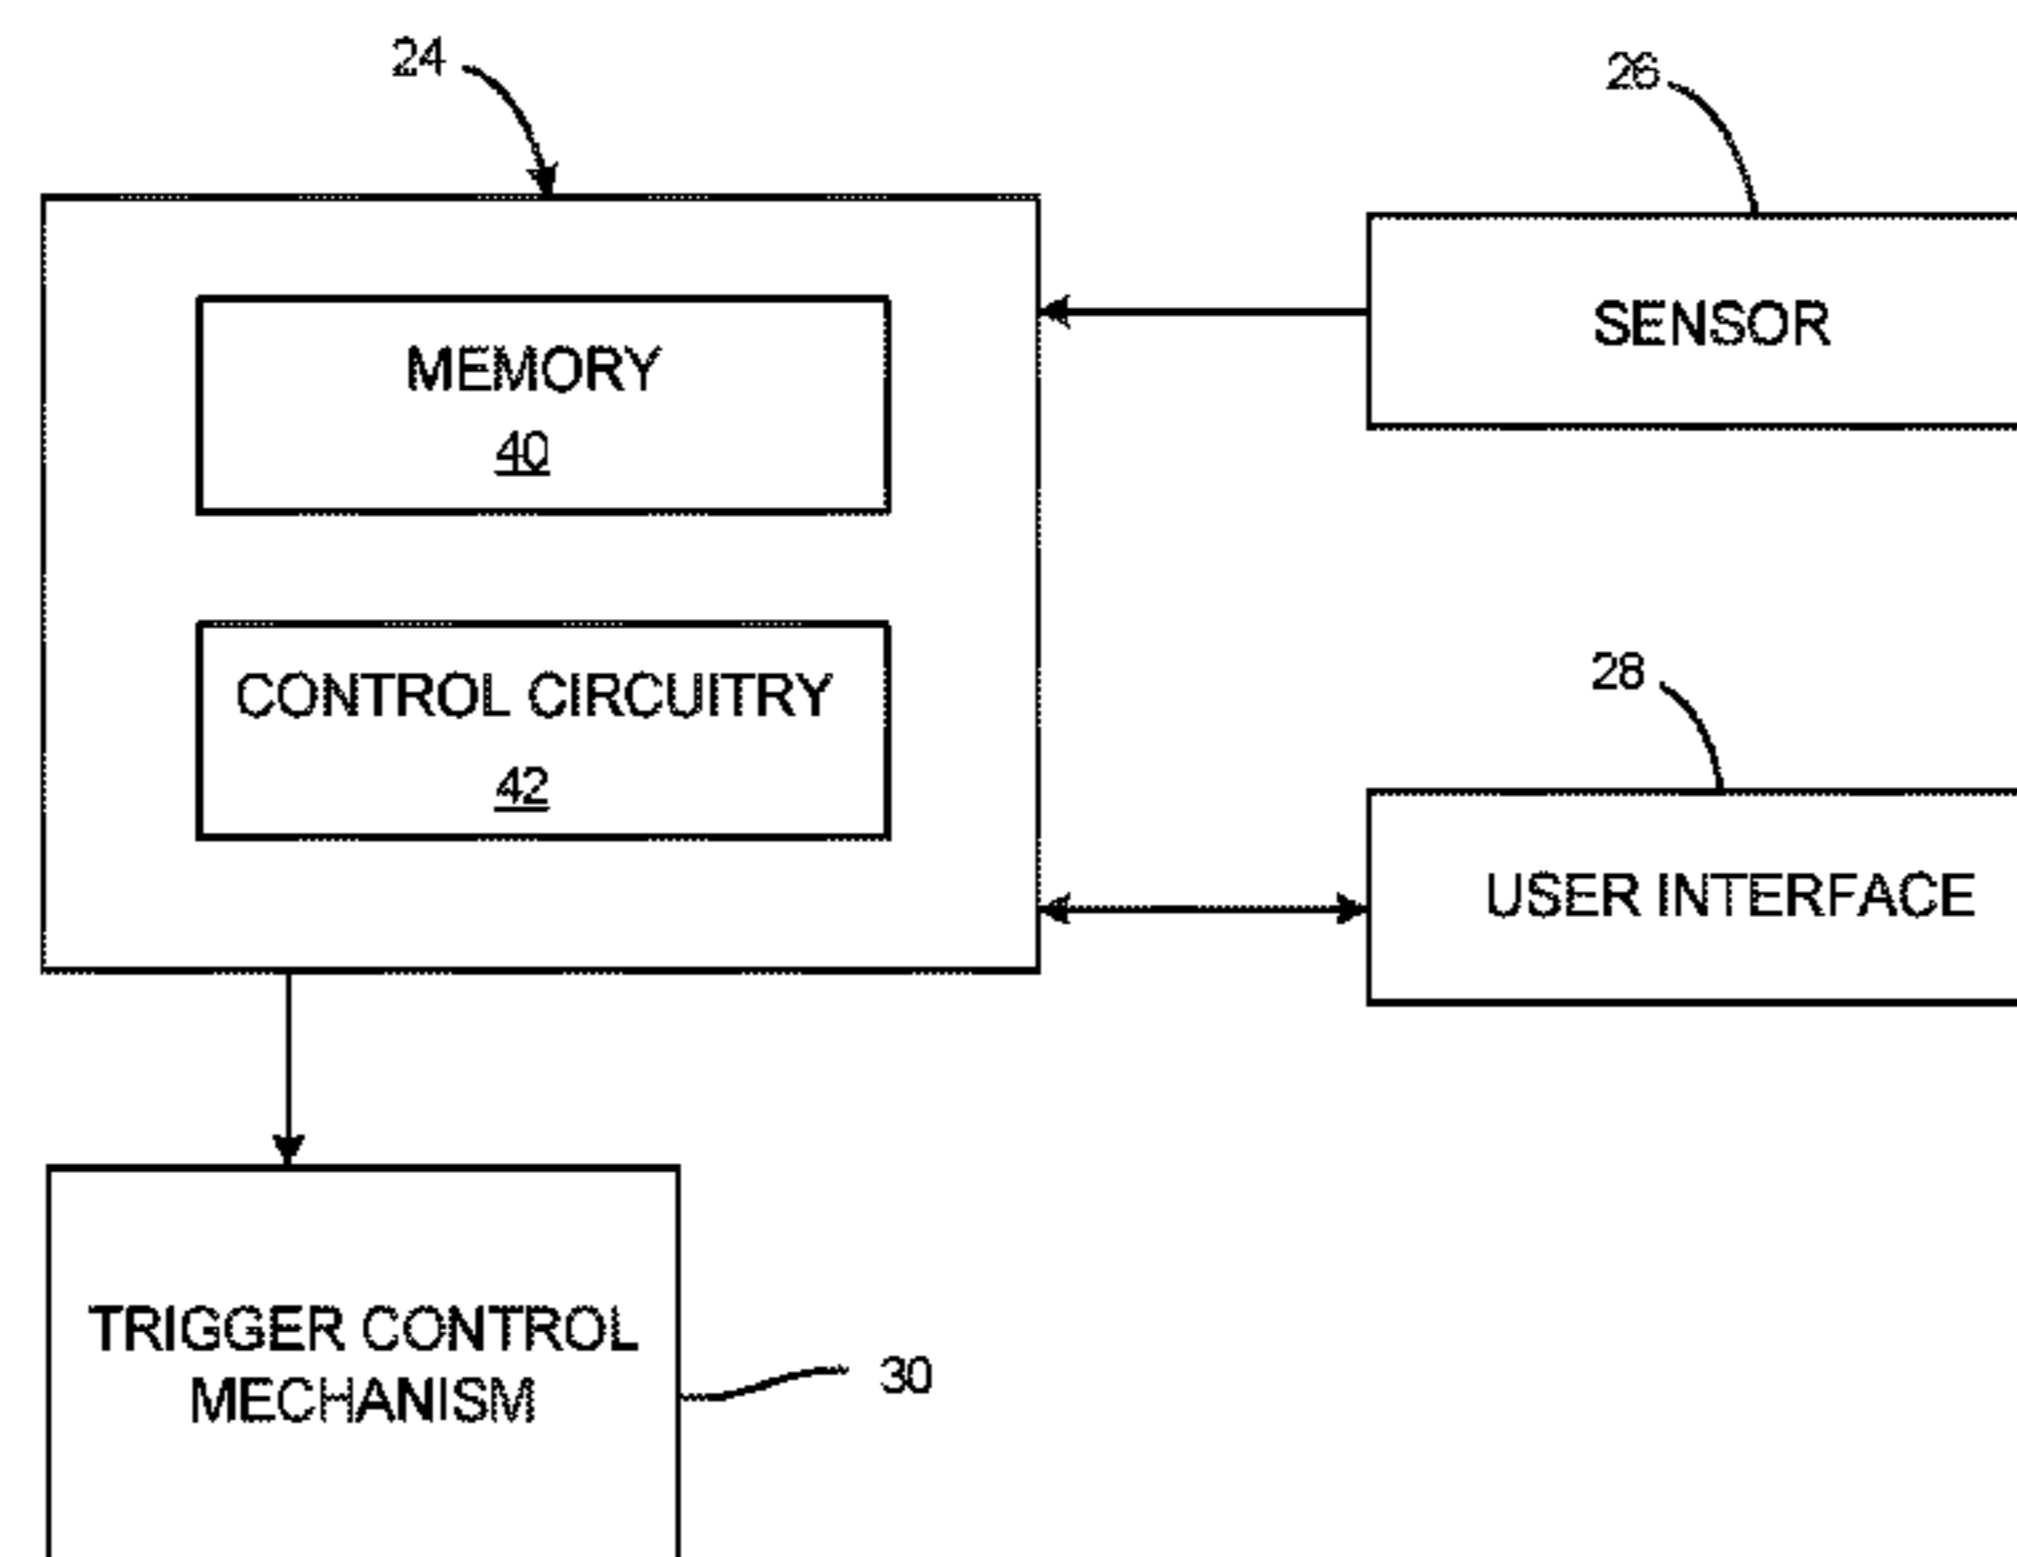 24
26
MEMORY
40
SENSOR
CONTROL CIRCUITRY
42
28
USER INTERFACE
TRIGGER CONTROL
MECHANISM
30